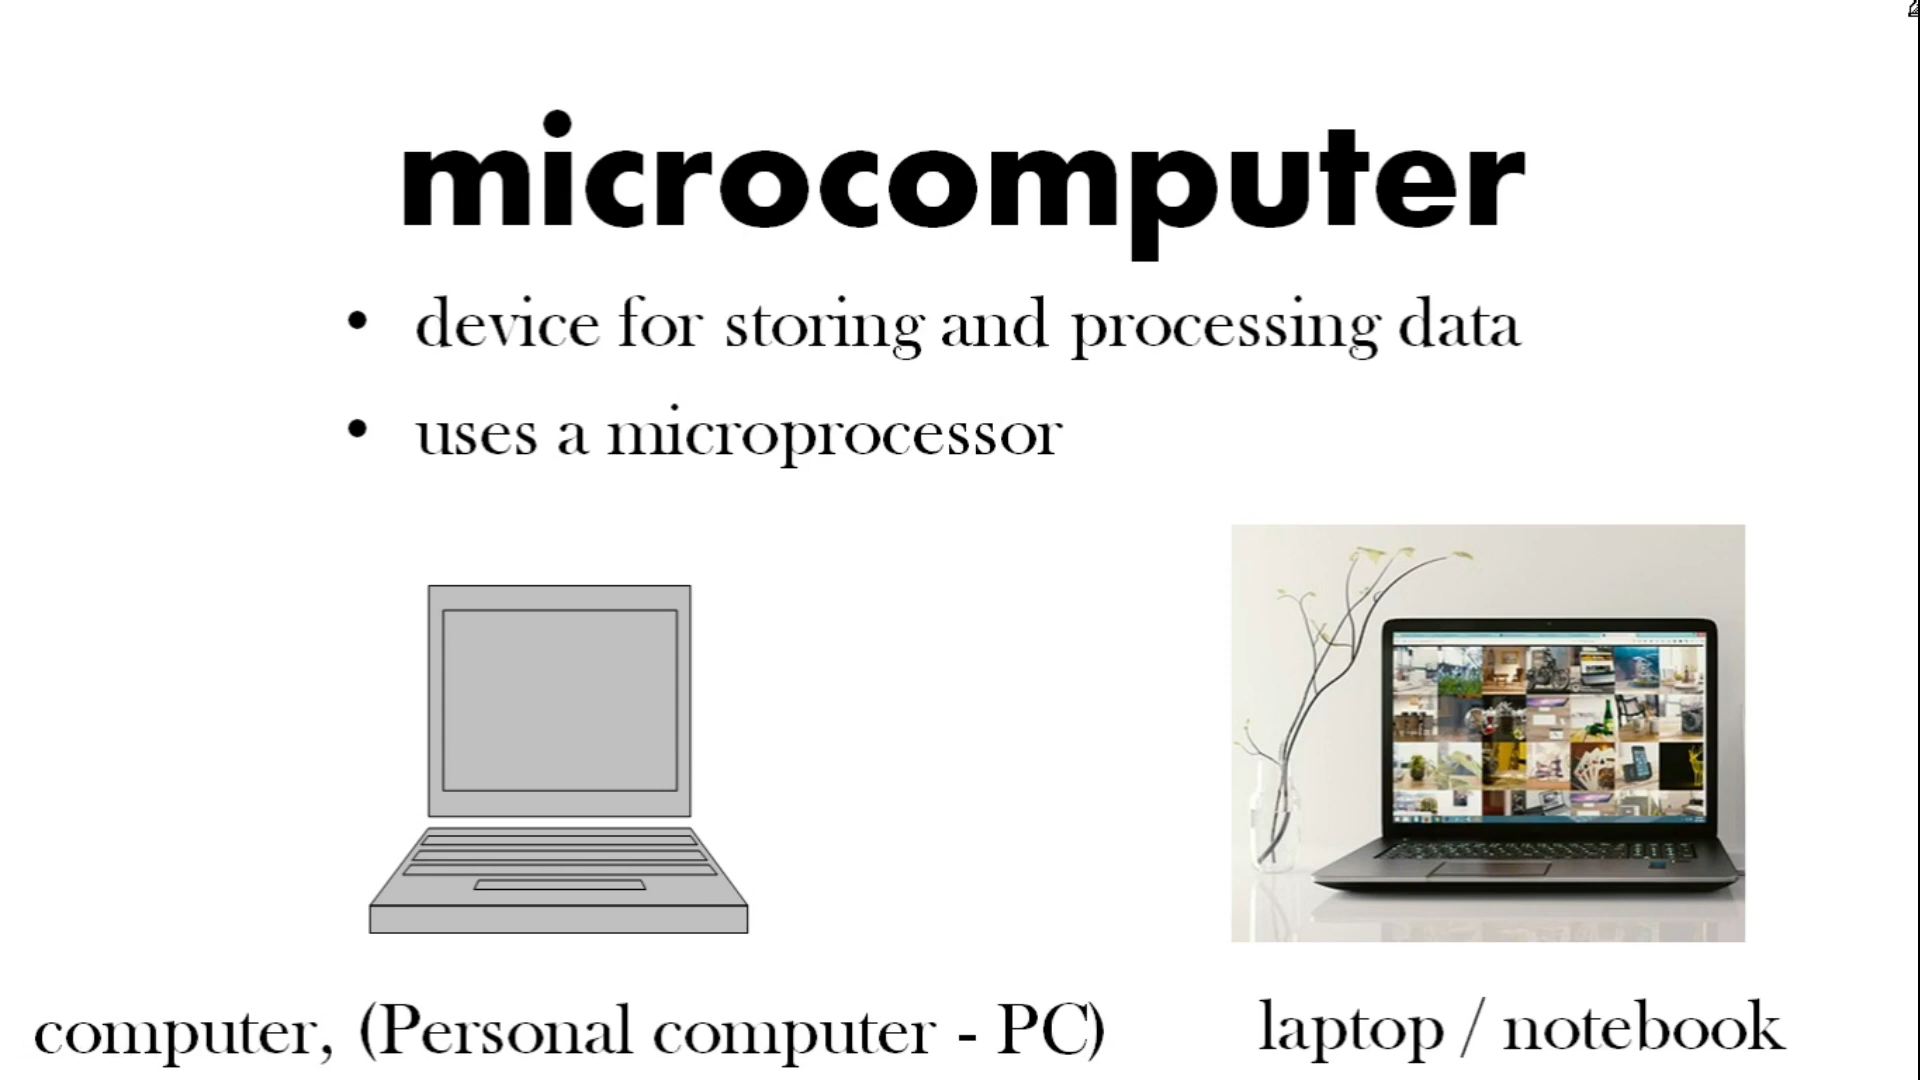 microcomputer
• device for storing and processing data
• uses a microprocessor
computer, (Personal computer - PC)
laptop / notebook